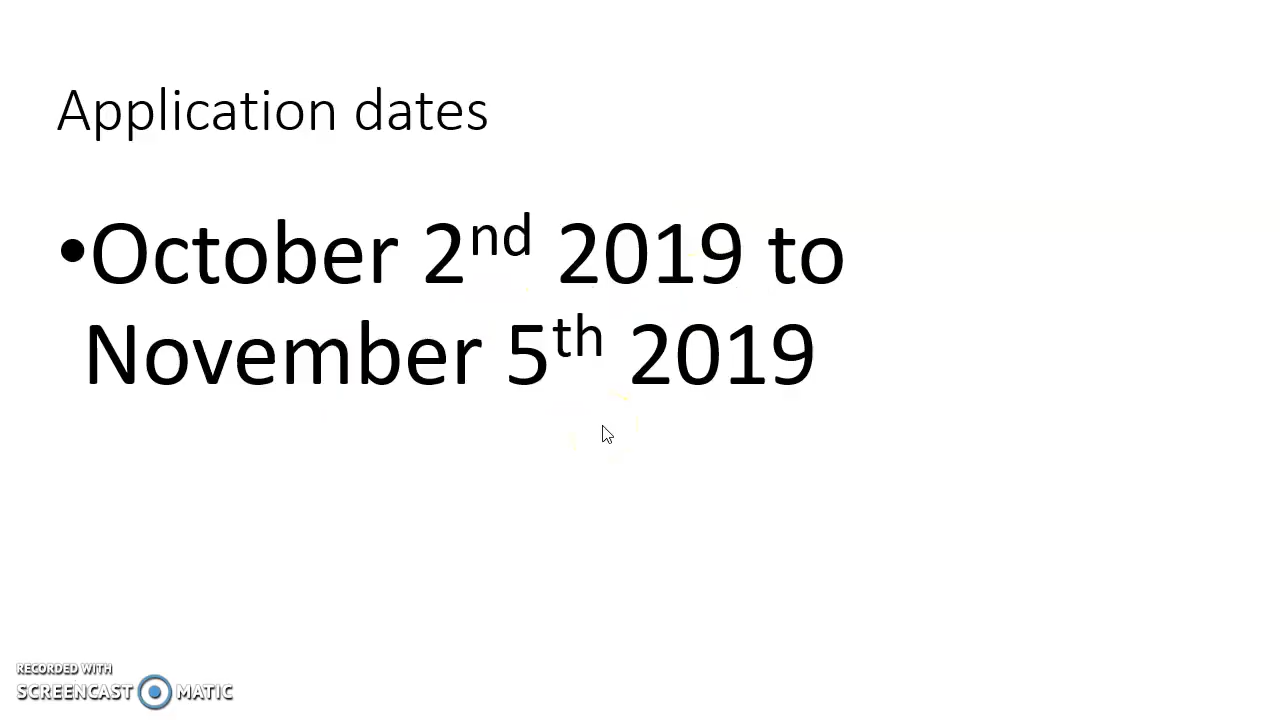 Application dates
•October 2nd 2019 to
November 5th 2019
RECORDED WITH
SCREENCAST MATIC